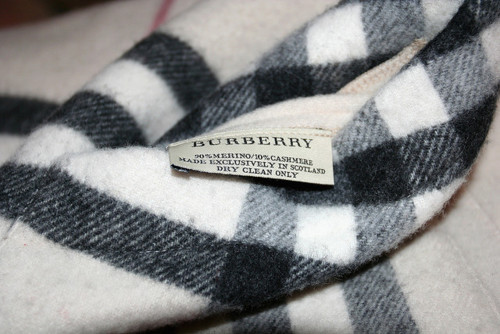 BURBERRY
90%MERINO/10%CASHMERE
MADE EXCLUSIVELY IN SCOTLAND
DRY CLEAN ONLY